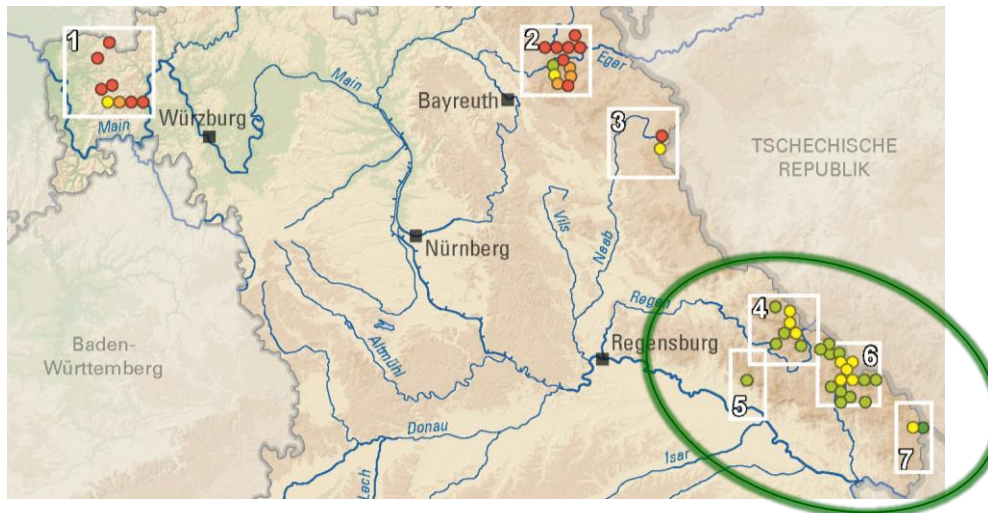 1
2
Main
Eger
Bayreuth
Würzburg
Main
3
TSCHECHISCHE
REPUBLIK
Vils
Naab
Nürnberg
Regen
4
Baden-
Württemberg
Altmühl
Regensburg
6
5
Donau
7
Isar
Lech